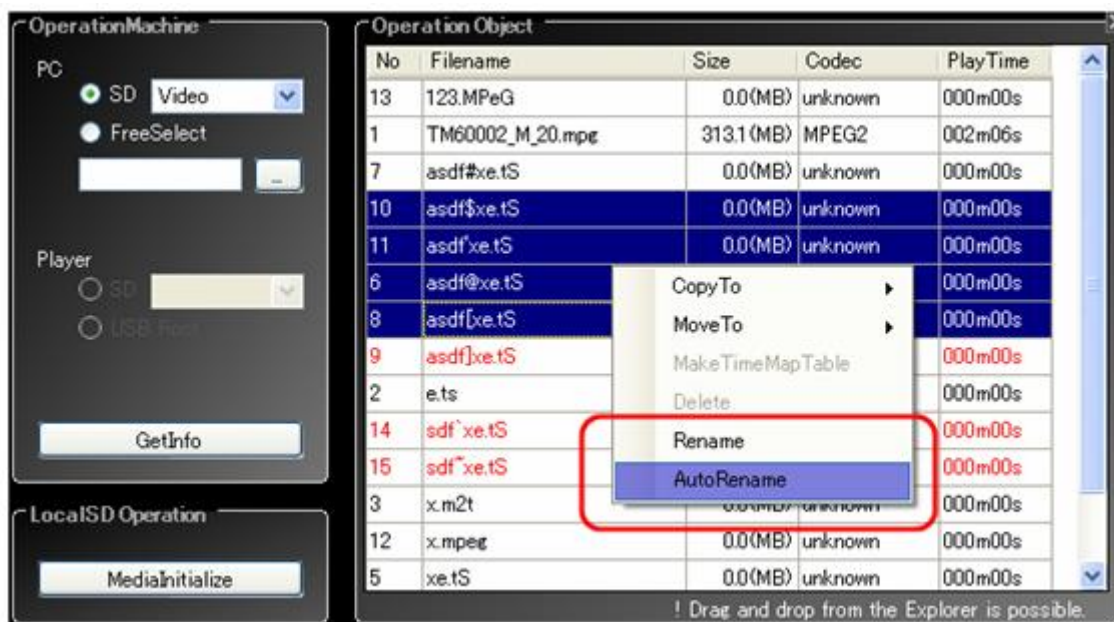 OperationMachine
PC
SD Video
FreeSelect
...
Player
SD
USB Root
GetInfo
LocalSD Operation
MediaInitialize
Operation Object
No Filename Size Codec PlayTime
13 123.MPeG 0.0(MB) unknown 000m00s
1 TM60002_M_20.mpg 313.1(MB) MPEG2 002m06s
7 asdf#xe.tS 0.0(MB) unknown 000m00s
10 asdf$xe.tS 0.0(MB) unknown 000m00s
11 asdf'xe.tS 0.0(MB) unknown 000m00s
6 asdf@xe.tS 000m00s
8 asdf[xe.tS 000m00s
9 asdf]xe.tS 000m00s
2 e.ts 000m00s
14 sdf`xe.tS 000m00s
15 sdf~xe.tS 000m00s
3 x.m2t 0.0(MB) unknown 000m00s
12 x.mpeg 0.0(MB) unknown 000m00s
5 xe.tS 0.0(MB) unknown 000m00s
CopyTo
MoveTo
MakeTimeMapTable
Delete
Rename
AutoRename
! Drag and drop from the Explorer is possible.